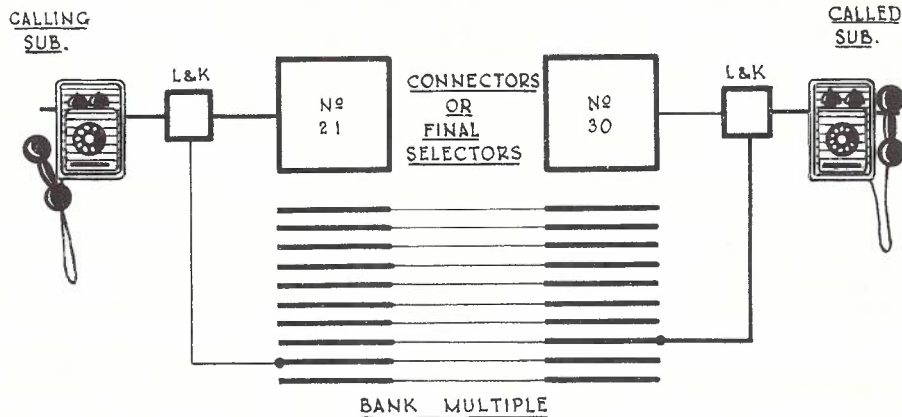 CALLING
SUB.
L&K
Nº
21
CONNECTORS
OR
FINAL
SELECTORS
Nº
30
L&K
CALLED
SUB.
BANK MULTIPLE